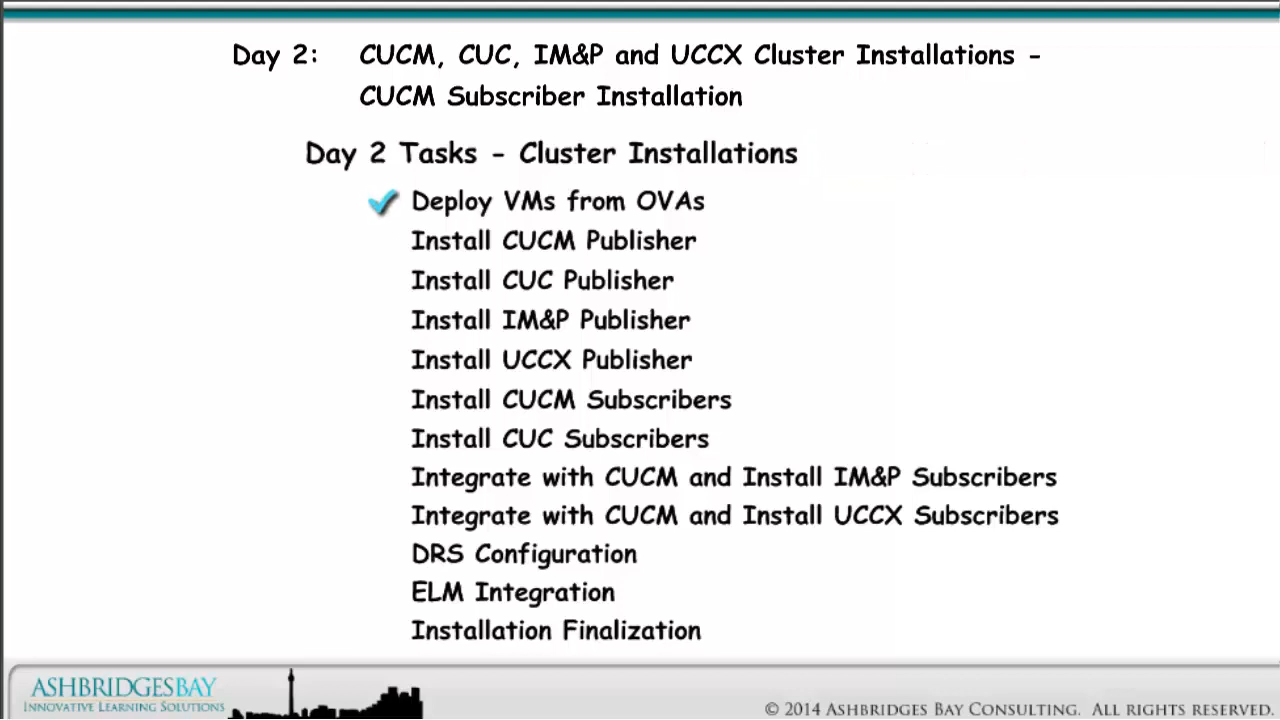 Day 2: CUCM, CUC, IM&P and UCCX Cluster Installations -
CUCM Subscriber Installation
Day 2 Tasks - Cluster Installations
Deploy VMs from OVAs
Install CUCM Publisher
Install CUC Publisher
Install IM&P Publisher
Install UCCX Publisher
Install CUCM Subscribers
Install CUC Subscribers
Integrate with CUCM and Install IM&P Subscribers
Integrate with CUCM and Install UCCX Subscribers
DRS Configuration
ELM Integration
Installation Finalization
ASHBRIDGESBAY
INNOVATIVE LEARNING SOLUTIONS
© 2014 ASHBRIDGES BAY CONSULTING. ALL RIGHTS RESERVED.